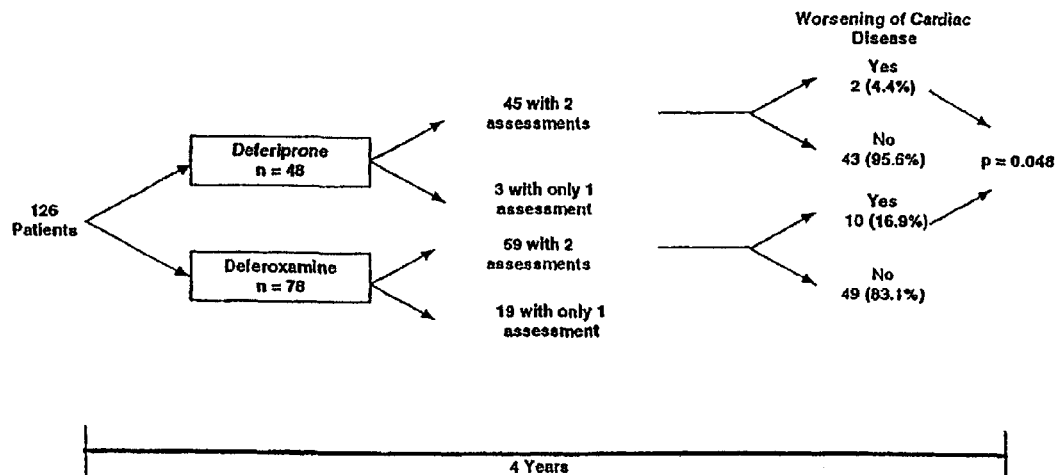 Worsening of Cardiac
Disease
Yes
2 (4.4%)
45 with 2
assessments
Deferiprone
n = 48
No
43 (95.6%)
p = 0.048
3 with only 1
assessment
126
Patients
Yes
10 (16.9%)
59 with 2
assessments
Deferoxamine
n = 78
No
49 (83.1%)
19 with only 1
assessment
4 Years